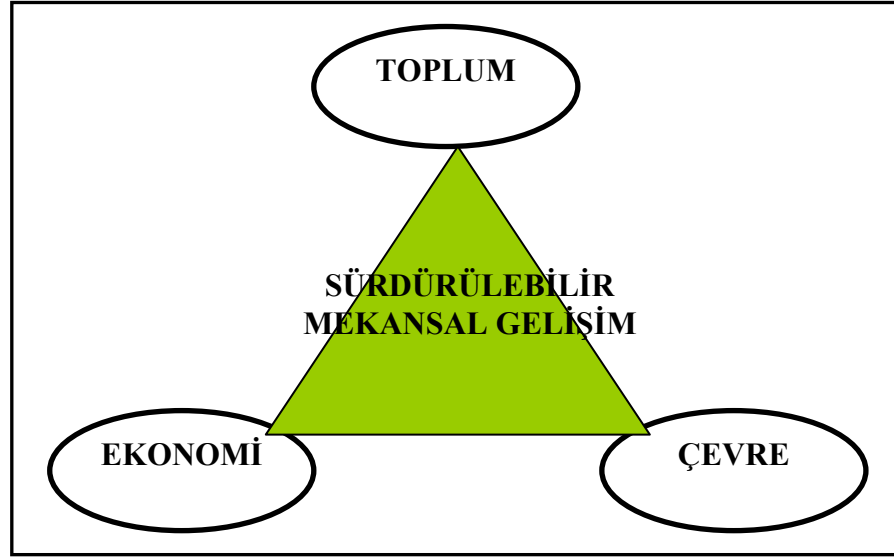 TOPLUM
SÜRDÜRÜLEBİLİR
MEKANSAL GELİŞİM
EKONOMİ
ÇEVRE